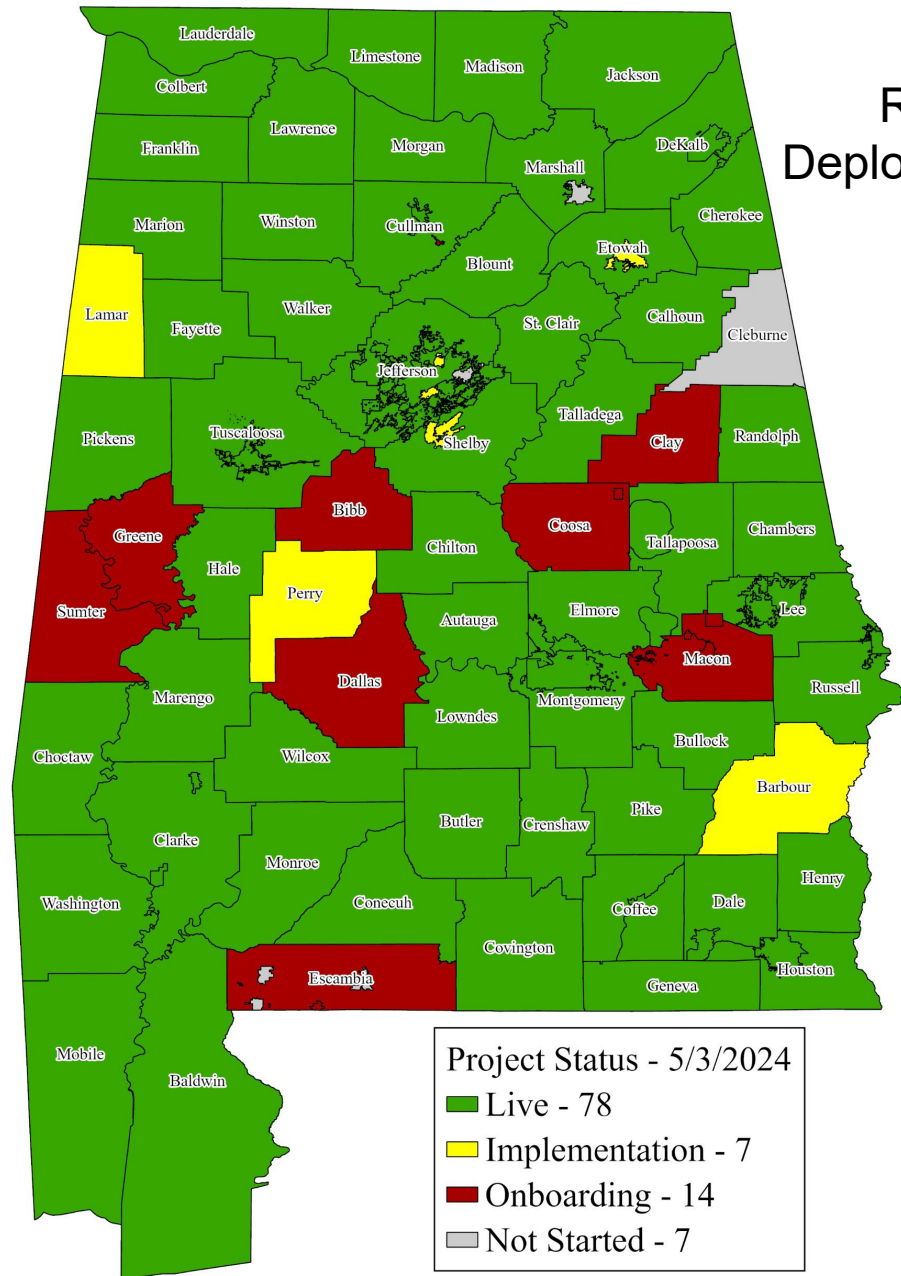 Lauderdale
Limestone
Madison
Jackson
Colbert
R
Deplo
Lawrence
Franklin
Morgan
DeKalb
Marshall
Cherokee
Marion
Winston
Cullman
Etowah
Blount
Lamar
Walker
Fayette
St. Clair
Calhoun
Cleburne
Jefferson
Talladega
Pickens
Tuscaloosa
Shelby
Clay
Randolph
Bibb
Greene
Coosa
Chambers
Tallapoosa
Chilton
Hale
Perry
Sumter
Elmore
Lee
Autauga
Macon
Dallas
Russell
Marengo
Montgomery
Lowndes
Bullock
Choctaw
Wilcox
Barbour
Pike
Butler
Crenshaw
Clarke
Monroe
Henry
Washington
Conecuh
Dale
Coffee
Covington
Houston
Escambia
Geneva
Mobile
Baldwin
Project Status - 5/3/2024
Live - 78
Implementation - 7
Onboarding - 14
Not Started - 7